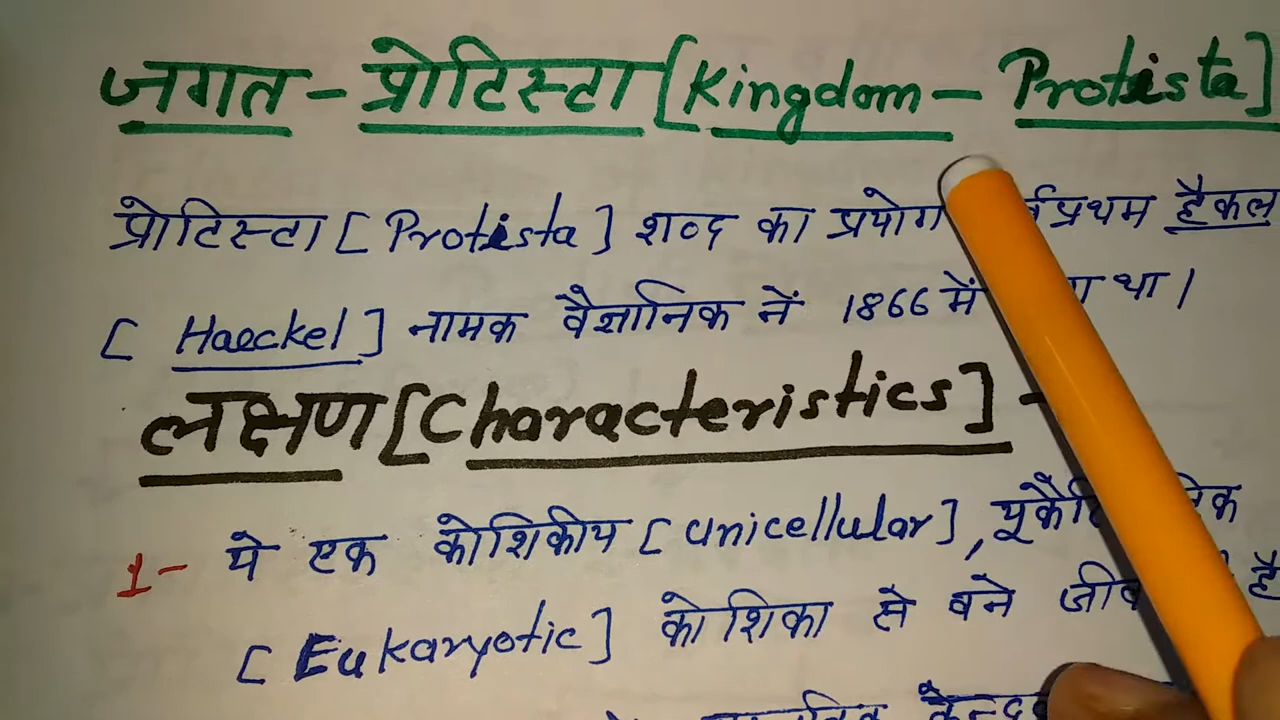 जगत - प्रोटिस्टा [Kingdom - Protista]
प्रोटिस्टा [Protista] शब्द का प्रयोग प्रथम हैकल
[Haeckel] नामक वैज्ञानिक नें 1866 में था।
लक्षण [Characteristics] -
1- ये एक कोशिकीय [Unicellular],
[Eukaryotic] कोशिका से बने है